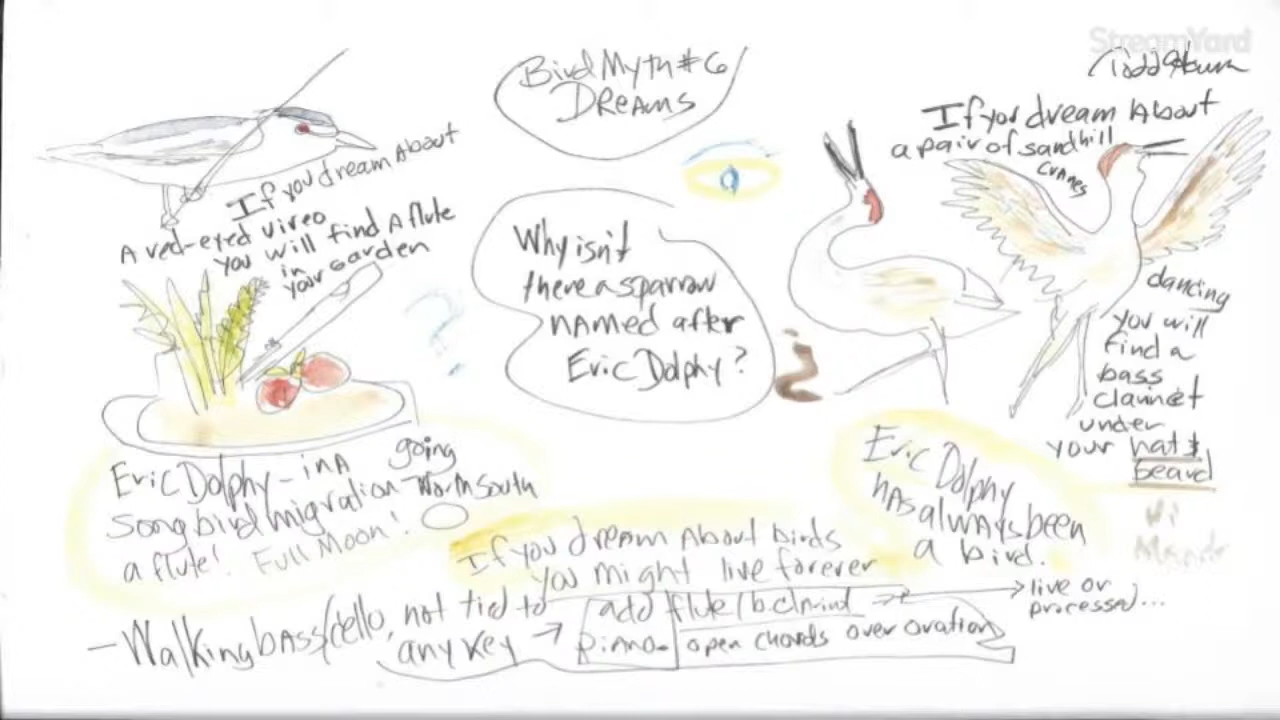 StreamYard
Bird Myth #6
Dreams
If you dream About
A red-eyed vireo
you will find A flute
in
your Garden
Why isn't
there a sparrow
named after
Eric Dolphy?
If you dream About
a pair of sandhill
cranes
dancing
you will
find a
bass
clarinet
under
your hat &
beard
Eric Dolphy - in A going
songbird migration - North South
a flute! Full Moon!
Eric Dolphy
has always been
a bird.
Hi
If you dream About birds
you might live forever
- Walking bass/Cello, not tied to
any key
add flute/b.clarinet
live or
processed...
piano - open chords over ovation